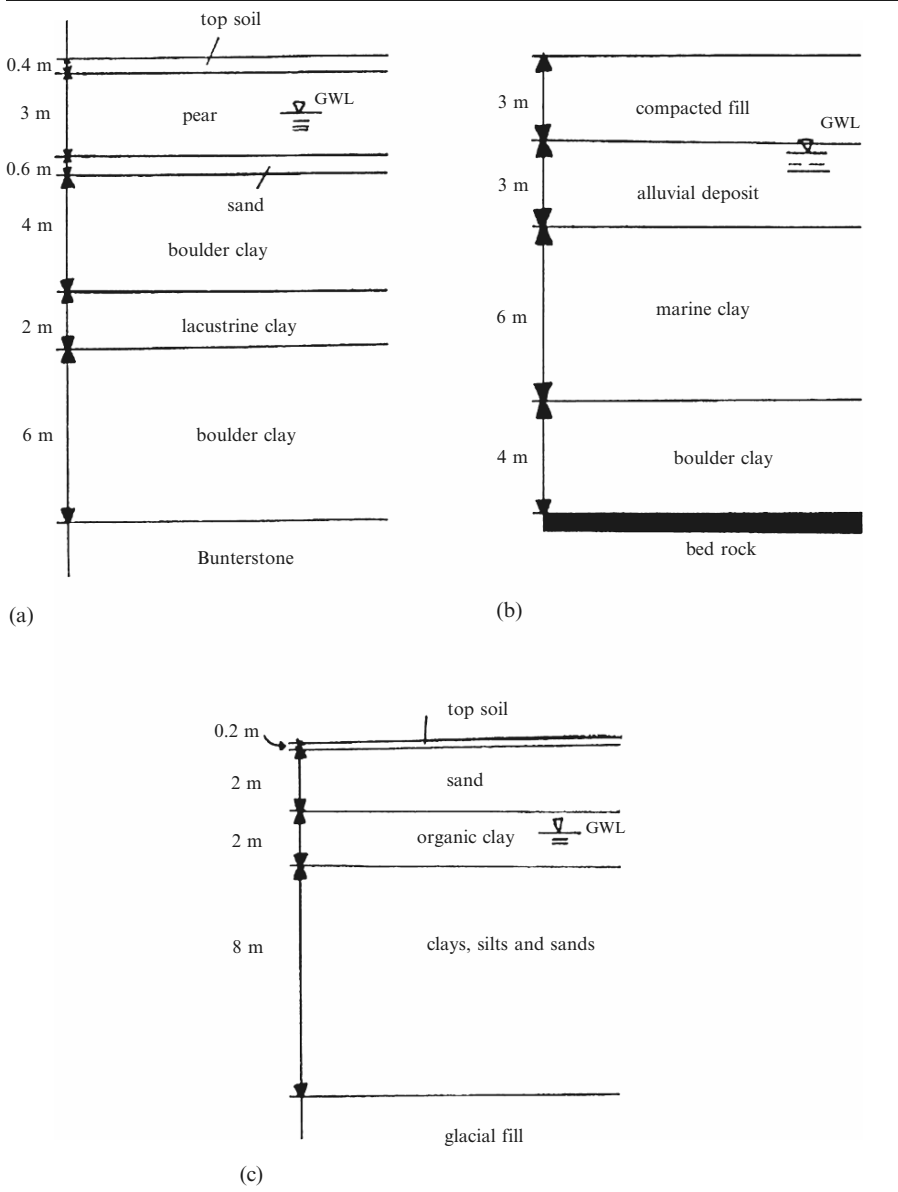 top soil
0.4 m
GWL
3 m
pear
0.6 m
sand
4 m
boulder clay
2 m
lacustrine clay
6 m
boulder clay
Bunterstone
(a)
3 m
compacted fill
GWL
3 m
alluvial deposit
6 m
marine clay
4 m
boulder clay
bed rock
(b)
top soil
0.2 m
2 m
sand
2 m
organic clay
GWL
8 m
clays, silts and sands
glacial fill
(c)